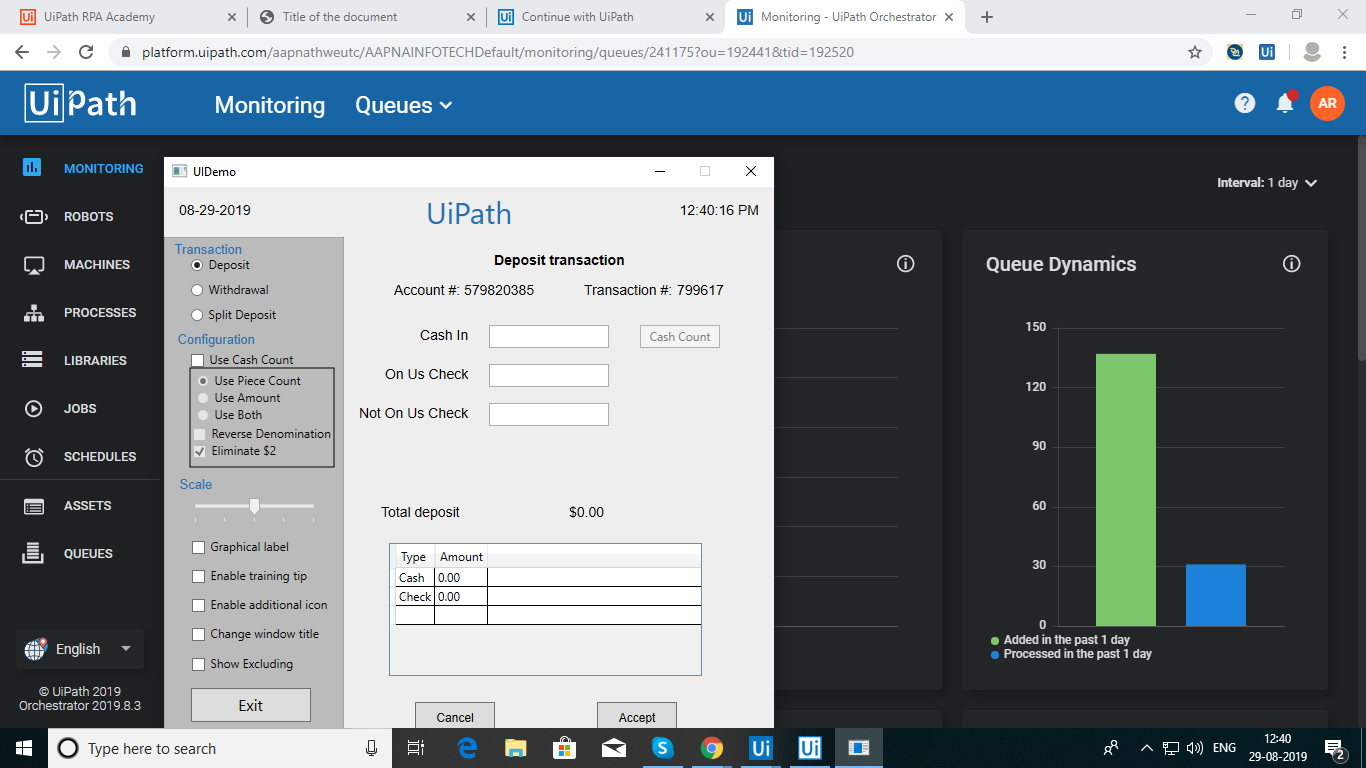 UiPath RPA Academy
Title of the document
Continue with UiPath
Monitoring - UiPath Orchestrator
platform.uipath.com/aapnathweutc/AAPNAINFOTECHDefault/monitoring/queues/241175?ou=192441&tid=192520
UiPath
Monitoring
Queues
AR
MONITORING
ROBOTS
MACHINES
PROCESSES
LIBRARIES
JOBS
SCHEDULES
ASSETS
QUEUES
English
© UiPath 2019
Orchestrator 2019.8.3
UIDemo
08-29-2019
UiPath
12:40:16 PM
Transaction
Deposit
Withdrawal
Split Deposit
Configuration
Use Cash Count
Use Piece Count
Use Amount
Use Both
Reverse Denomination
Eliminate $2
Scale
Graphical label
Enable training tip
Enable additional icon
Change window title
Show Excluding
Exit
Deposit transaction
Account #: 579820385 Transaction #: 799617
Cash In
Cash Count
On Us Check
Not On Us Check
Total deposit $0.00
Type Amount
Cash 0.00
Check 0.00
Cancel Accept
Interval: 1 day
Queue Dynamics
150
120
90
60
30
0
Added in the past 1 day
Processed in the past 1 day
Type here to search
ENG
12:40
29-08-2019
2